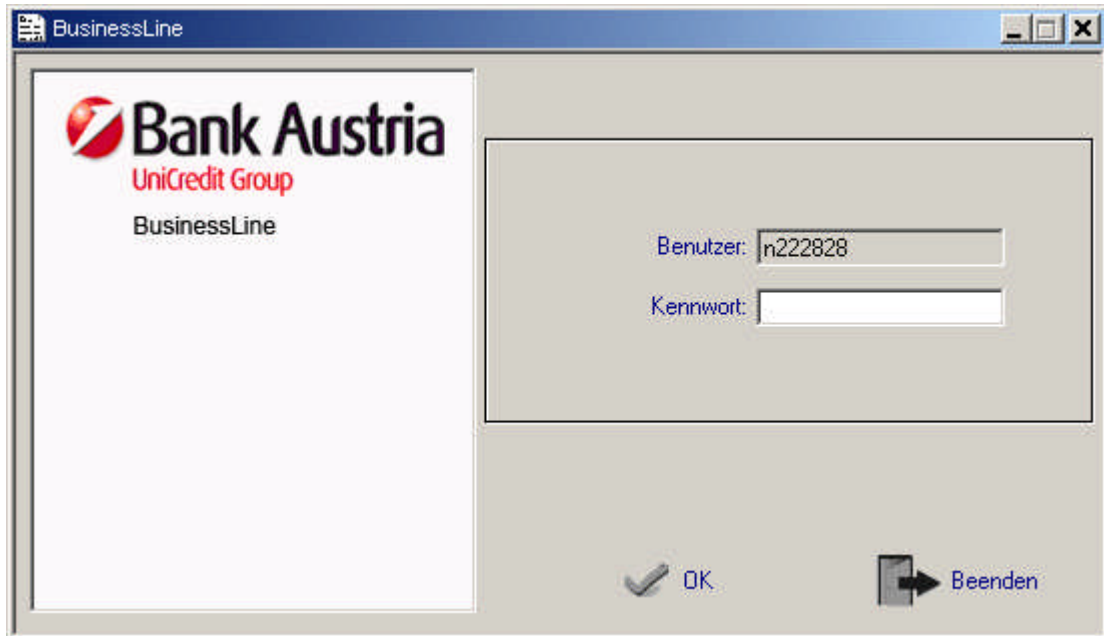 BusinessLine
Bank Austria
UniCredit Group
BusinessLine
Benutzer: n222828
Kennwort:
OK
Beenden